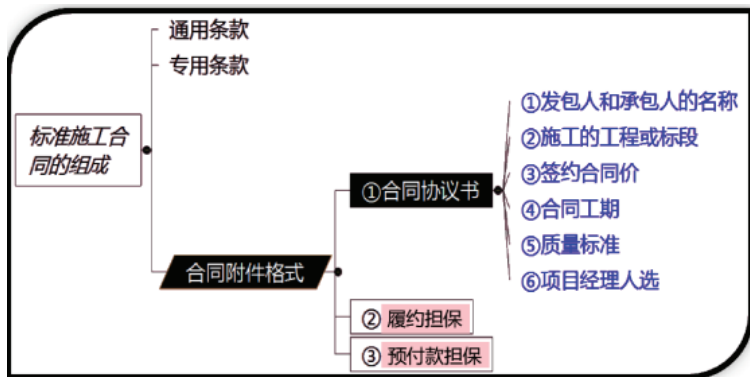 通用条款
专用条款
标准施工合
同的组成
①发包人和承包人的名称
②施工的工程或标段
③签约合同价
①合同协议书
④合同工期
⑤质量标准
合同附件格式
⑥项目经理人选
② 履约担保
③ 预付款担保